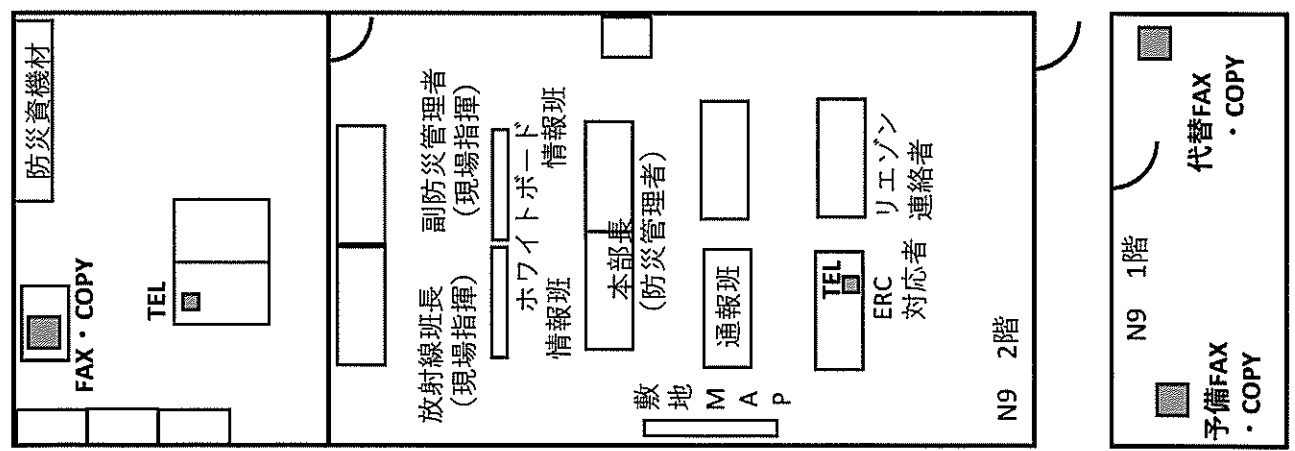 防災資機材
FAX・COPY
TEL
副防災管理者
（現場指揮）
放射線班長
（現場指揮）
ホワイトボード
情報班
情報班
本部長
（防災管理者）
通報班
敷
地
M
A
P
TEL
ERC
対応者
リエゾン
連絡者
N9 2階
N9 1階
代替FAX
・COPY
予備FAX
・COPY